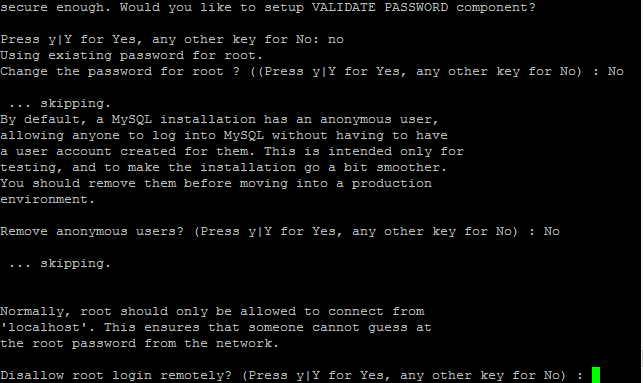 secure enough. Would you like to setup VALIDATE PASSWORD component?
Press y|Y for Yes, any other key for No: no
Using existing password for root.
Change the password for root ? ((Press y|Y for Yes, any other key for No) : No
... skipping.
By default, a MySQL installation has an anonymous user,
allowing anyone to log into MySQL without having to have
a user account created for them. This is intended only for
testing, and to make the installation go a bit smoother.
You should remove them before moving into a production
environment.
Remove anonymous users? (Press y|Y for Yes, any other key for No) : No
... skipping.
Normally, root should only be allowed to connect from
'localhost'. This ensures that someone cannot guess at
the root password from the network.
Disallow root login remotely? (Press y|Y for Yes, any other key for No) :